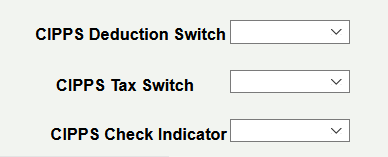 CIPPS Deduction Switch
CIPPS Tax Switch
CIPPS Check Indicator